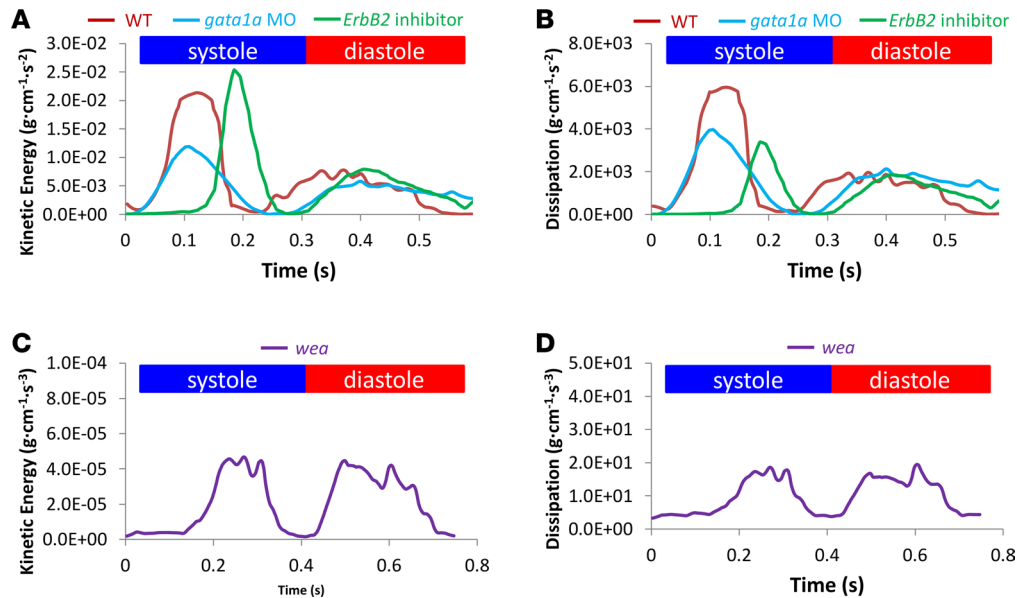 A
WT gata1a MO ErbB2 inhibitor
Kinetic Energy (g·cm⁻¹·s⁻²)
3.0E-02
2.5E-02
2.0E-02
1.5E-02
1.0E-02
5.0E-03
0.0E+00
systole diastole
0 0.1 0.2 0.3 0.4 0.5
Time (s)
B
WT gata1a MO ErbB2 inhibitor
Dissipation (g·cm⁻¹·s⁻²)
8.0E+03
6.0E+03
4.0E+03
2.0E+03
0.0E+00
systole diastole
0 0.1 0.2 0.3 0.4 0.5
Time (s)
C
wea
Kinetic Energy (g·cm⁻¹·s⁻³)
1.0E-04
8.0E-05
6.0E-05
4.0E-05
2.0E-05
0.0E+00
systole diastole
0 0.2 0.4 0.6 0.8
Time (s)
D
wea
Dissipation (g·cm⁻¹·s⁻³)
5.0E+01
4.0E+01
3.0E+01
2.0E+01
1.0E+01
0.0E+00
systole diastole
0 0.2 0.4 0.6 0.8
Time (s)